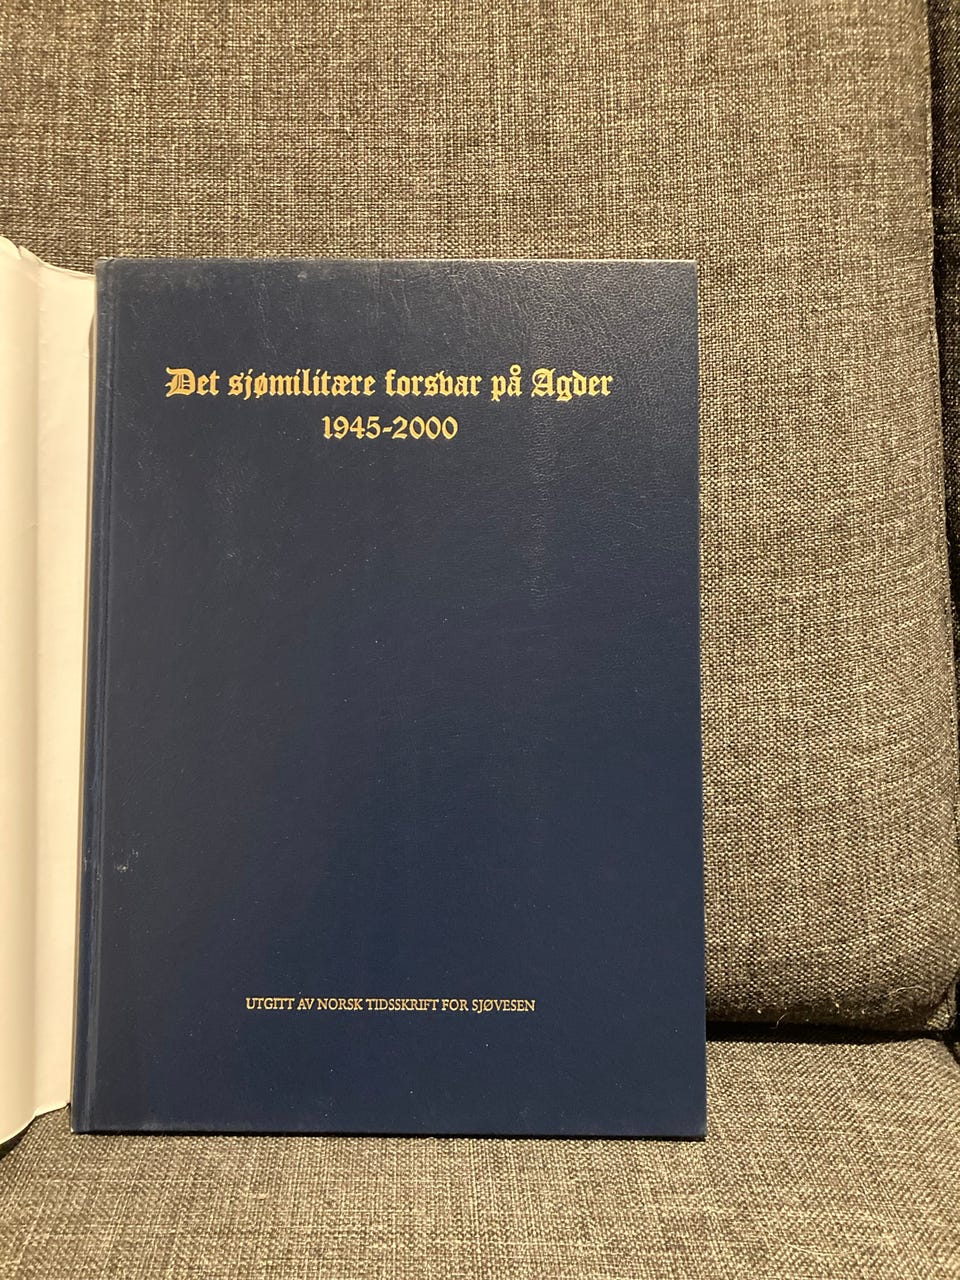 Det sjømilitære forsvar på Agder
1945-2000
UTGITT AV NORSK TIDSSKRIFT FOR SJØVESEN